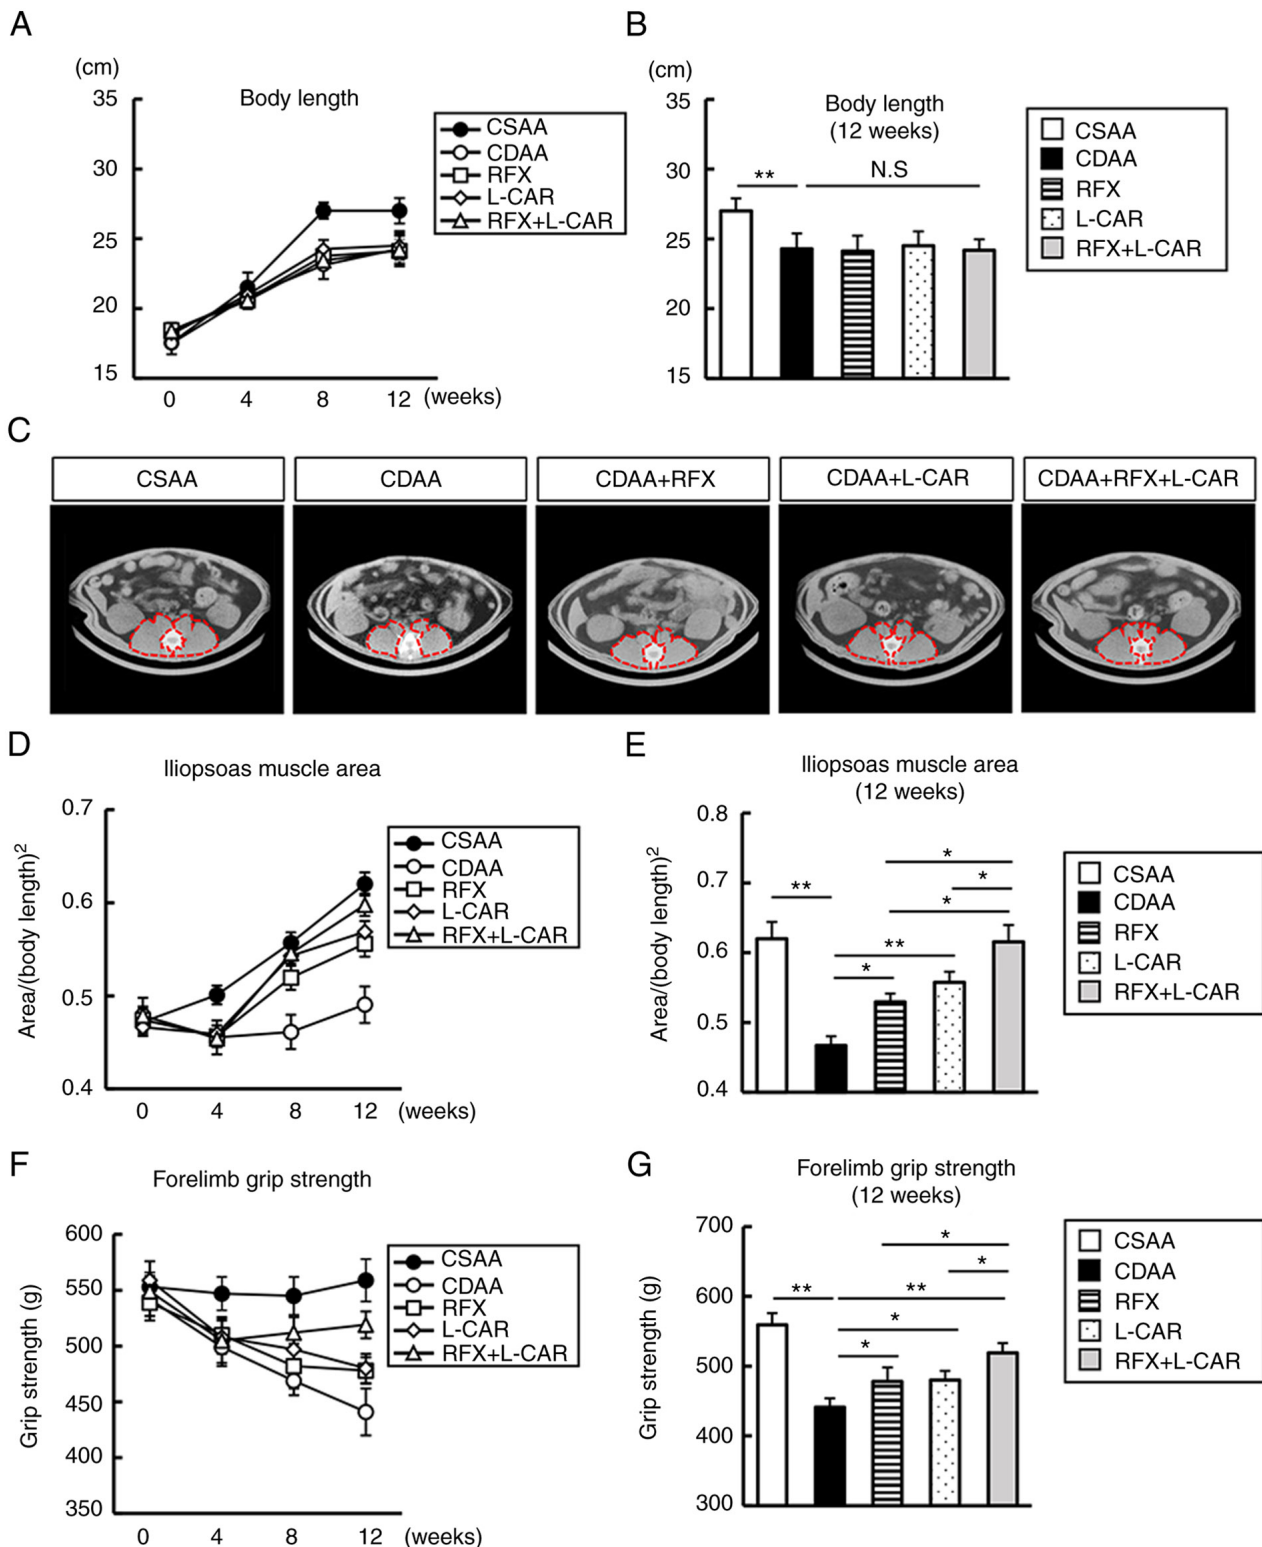 A
(cm)
Body length
35
30
25
20
15
0 4 8 12 (weeks)
CSAA
CDAA
RFX
L-CAR
RFX+L-CAR
B
(cm)
Body length
(12 weeks)
35
30
25
20
15
**
N.S
CSAA
CDAA
RFX
L-CAR
RFX+L-CAR
C
CSAA CDAA CDAA+RFX CDAA+L-CAR CDAA+RFX+L-CAR
D
Iliopsoas muscle area
Area/(body length)²
0.7
0.6
0.5
0.4
0 4 8 12 (weeks)
CSAA
CDAA
RFX
L-CAR
RFX+L-CAR
E
Iliopsoas muscle area
(12 weeks)
Area/(body length)²
0.8
0.7
0.6
0.5
0.4
*
*
**
*
**
*
CSAA
CDAA
RFX
L-CAR
RFX+L-CAR
F
Forelimb grip strength
Grip strength (g)
600
550
500
450
400
350
0 4 8 12 (weeks)
CSAA
CDAA
RFX
L-CAR
RFX+L-CAR
G
Forelimb grip strength
(12 weeks)
Grip strength (g)
700
600
500
400
300
*
*
** **
*
*
CSAA
CDAA
RFX
L-CAR
RFX+L-CAR